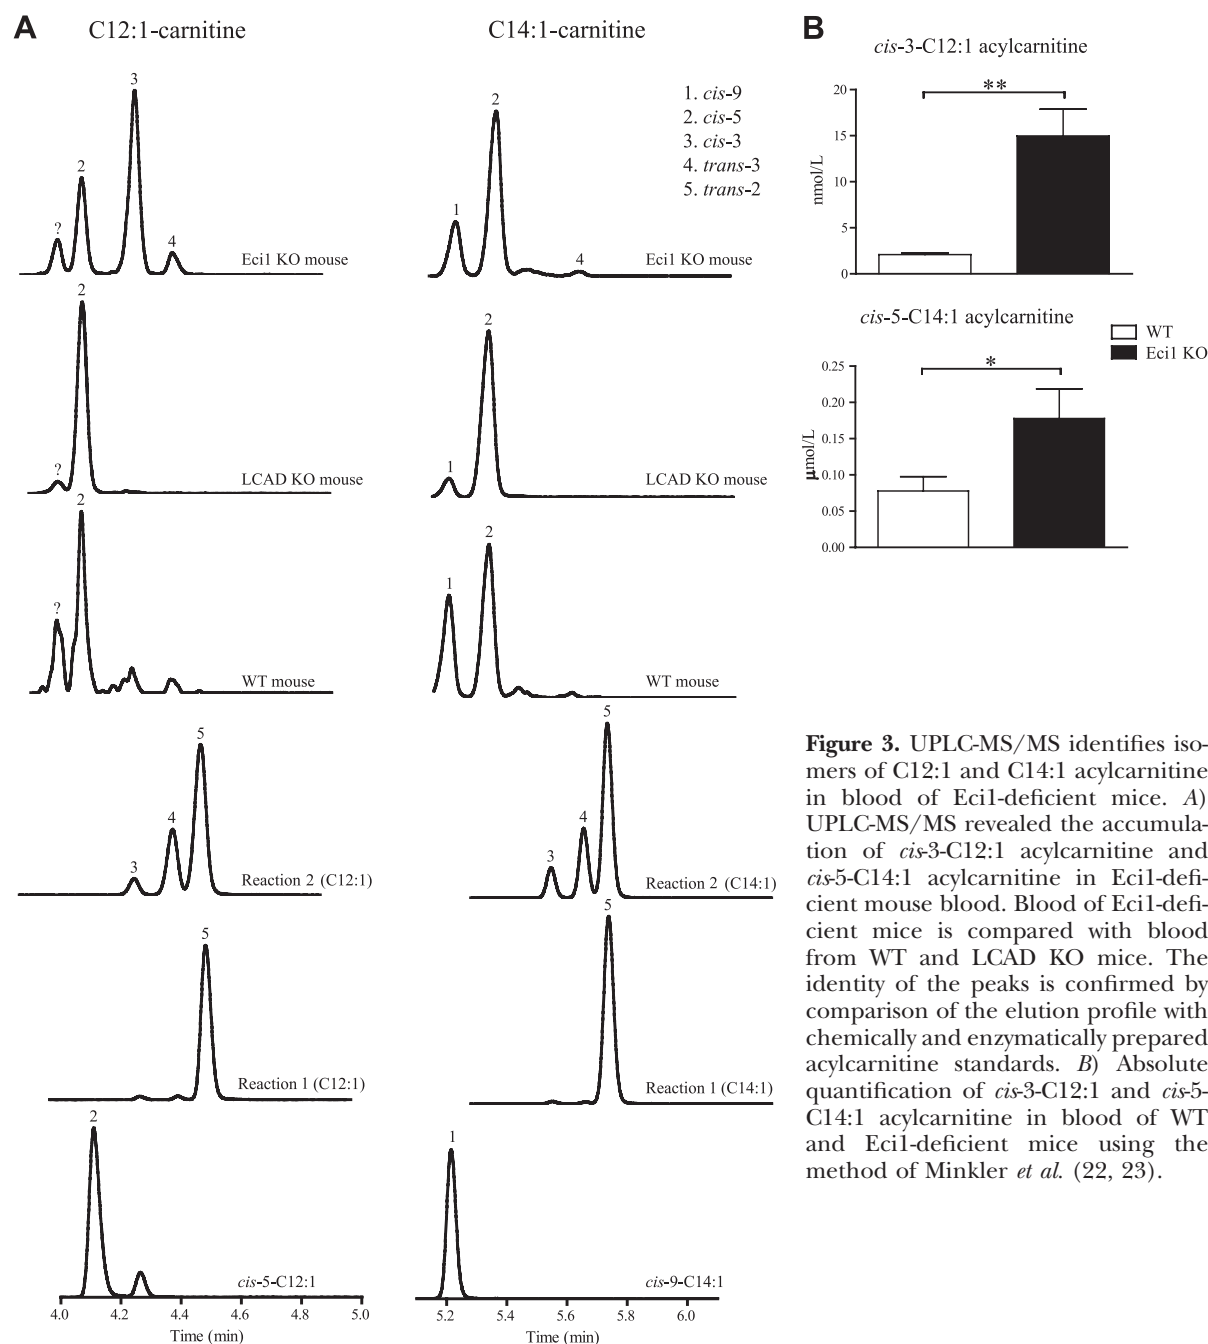 A
C12:1-carnitine
C14:1-carnitine
3
2
?
4
Eci1 KO mouse
2
1
4
Eci1 KO mouse
1. cis-9
2. cis-5
3. cis-3
4. trans-3
5. trans-2
2
?
LCAD KO mouse
2
1
LCAD KO mouse
2
?
WT mouse
2
1
WT mouse
5
4
3
Reaction 2 (C12:1)
5
4
3
Reaction 2 (C14:1)
5
Reaction 1 (C12:1)
5
Reaction 1 (C14:1)
2
cis-5-C12:1
1
cis-9-C14:1
4.0 4.2 4.4 4.6 4.8 5.0
Time (min)
5.2 5.4 5.6 5.8 6.0
Time (min)
B
cis-3-C12:1 acylcarnitine
**
20
15
10
5
0
nmol/L
cis-5-C14:1 acylcarnitine
WT
Eci1 KO
*
0.25
0.20
0.15
0.10
0.05
0.00
μmol/L
Figure 3. UPLC-MS/MS identifies iso-
mers of C12:1 and C14:1 acylcarnitine
in blood of Eci1-deficient mice. A)
UPLC-MS/MS revealed the accumula-
tion of cis-3-C12:1 acylcarnitine and
cis-5-C14:1 acylcarnitine in Eci1-defi-
cient mouse blood. Blood of Eci1-defi-
cient mice is compared with blood
from WT and LCAD KO mice. The
identity of the peaks is confirmed by
comparison of the elution profile with
chemically and enzymatically prepared
acylcarnitine standards. B) Absolute
quantification of cis-3-C12:1 and cis-5-
C14:1 acylcarnitine in blood of WT
and Eci1-deficient mice using the
method of Minkler et al. (22, 23).